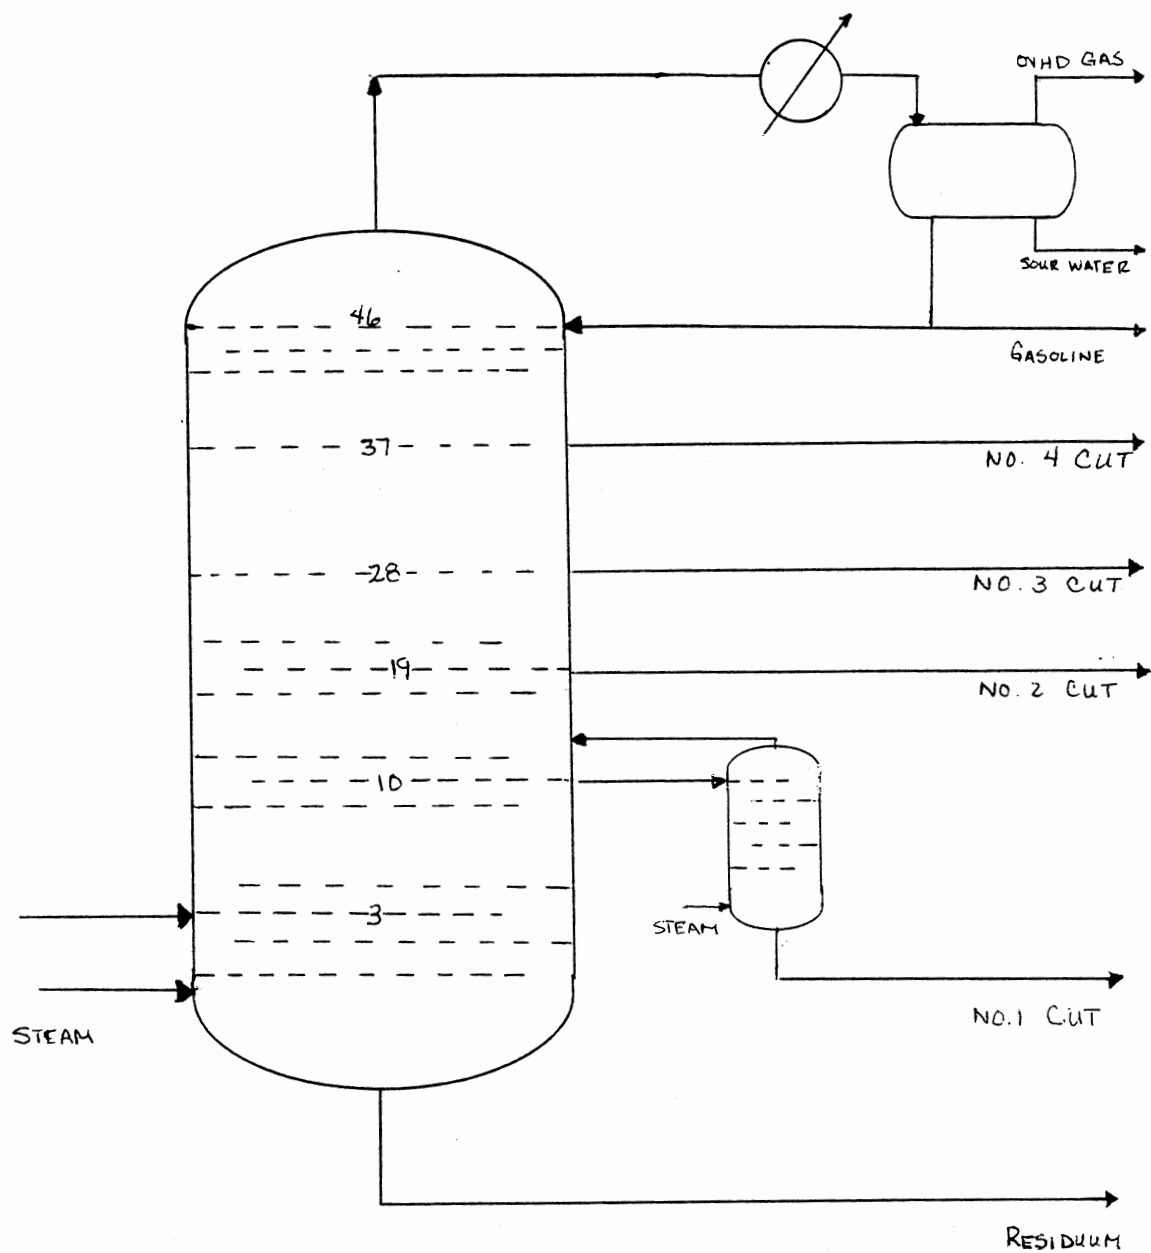 OVHD GAS
SOUR WATER
46
GASOLINE
37
NO. 4 CUT
28
NO. 3 CUT
19
NO. 2 CUT
10
3
STEAM
NO.1 CUT
STEAM
RESIDUUM